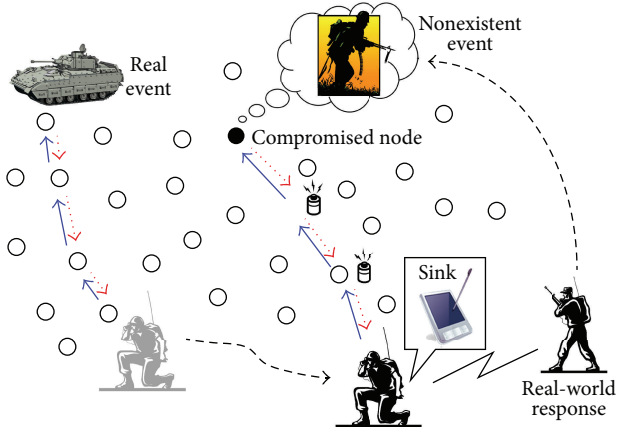 Nonexistent
event
Real
event
Compromised node
Sink
Real-world
response